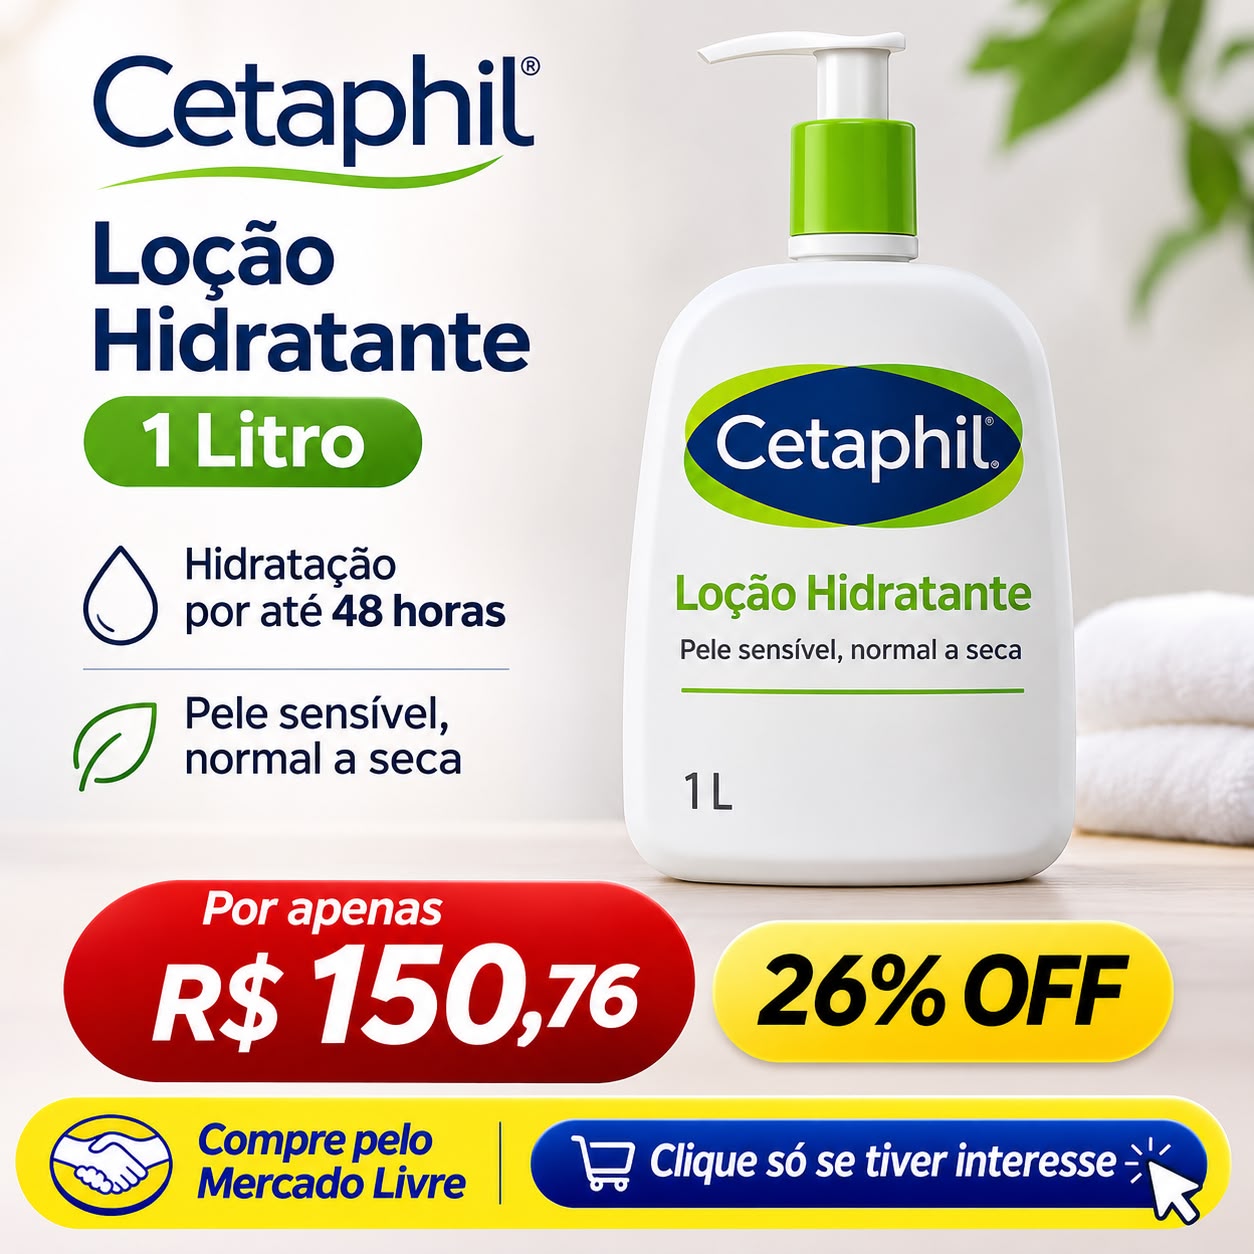 Cetaphil®
Loção
Hidratante
1 Litro
Hidratação
por até 48 horas
Pele sensível,
normal a seca
Cetaphil®
Loção Hidratante
Pele sensível, normal a seca
1 L
Por apenas
R$ 150,76
26% OFF
Compre pelo
Mercado Livre
Clique só se tiver interesse